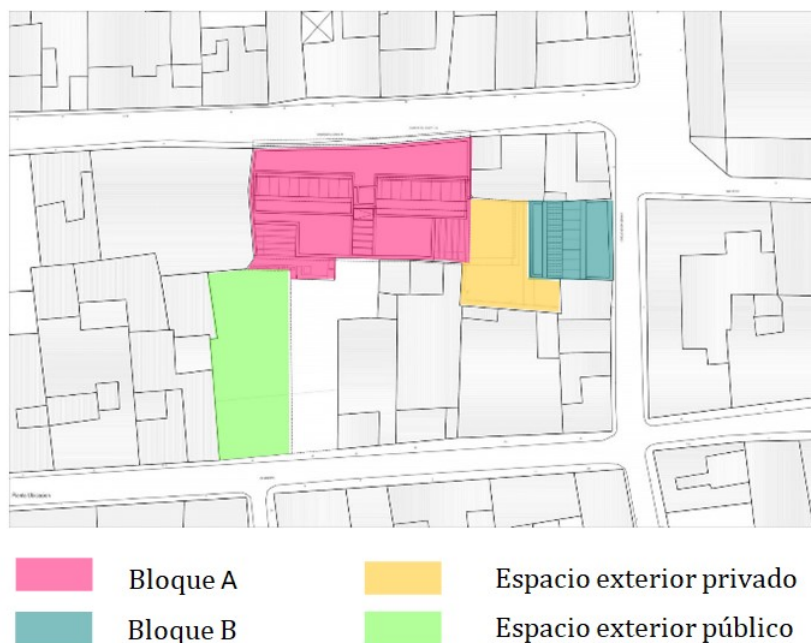 Bloque A
Espacio exterior privado
Bloque B
Espacio exterior público